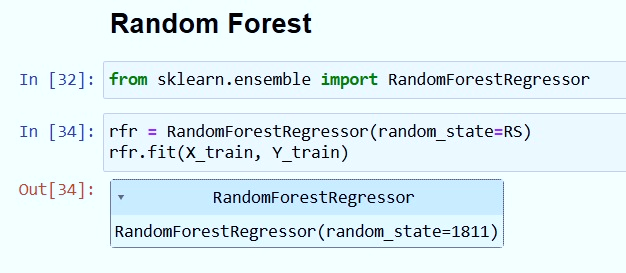 Random Forest
In [32]: from sklearn.ensemble import RandomForestRegressor
In [34]: rfr = RandomForestRegressor(random_state=RS)
rfr.fit(X_train, Y_train)
Out[34]: ▾ RandomForestRegressor
RandomForestRegressor(random_state=1811)